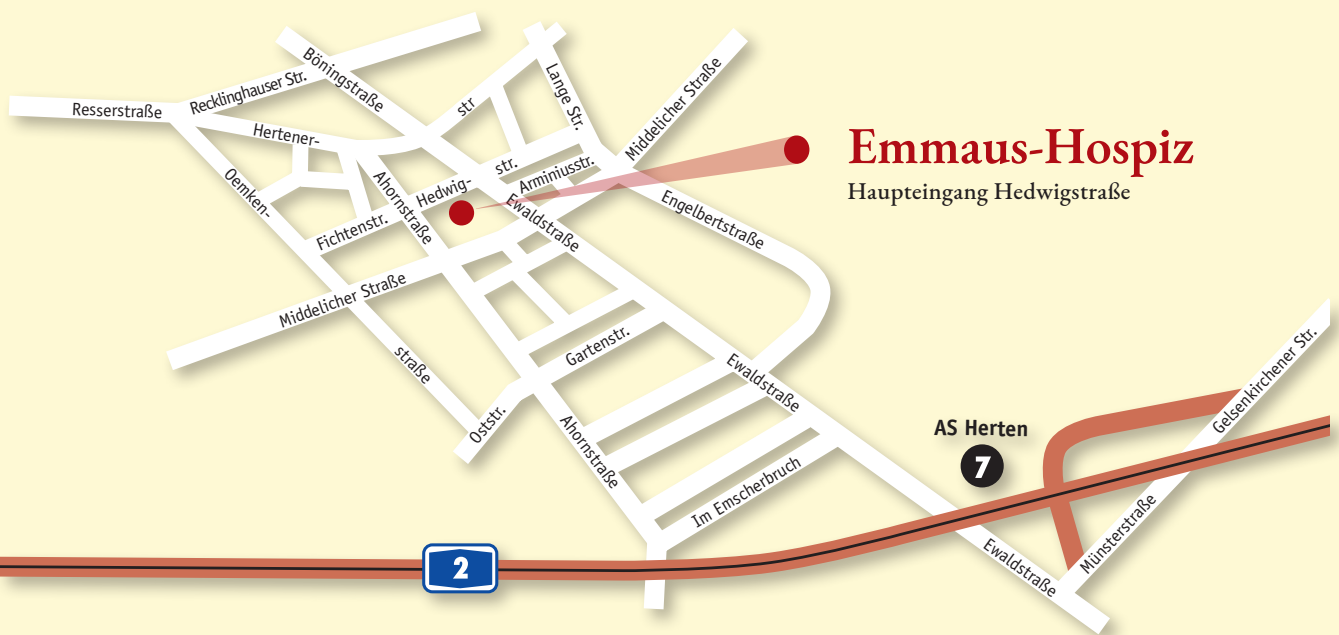 Böningstraße
Recklinghauser Str.
Resserstraße
Hertener-
str
Lange Str.
Middelicher Straße
Emmaus-Hospiz
Haupteingang Hedwigstraße
Oemken-
Ahornstraße
Hedwig-
str.
Arminiusstr.
Fichtenstr.
Ewaldstraße
Engelbertstraße
Middelicher Straße
straße
Gartenstr.
Oststr.
Ewaldstraße
Ahornstraße
Im Emscherbruch
AS Herten
7
Gelsenkirchener Str.
Münsterstraße
Ewaldstraße
2